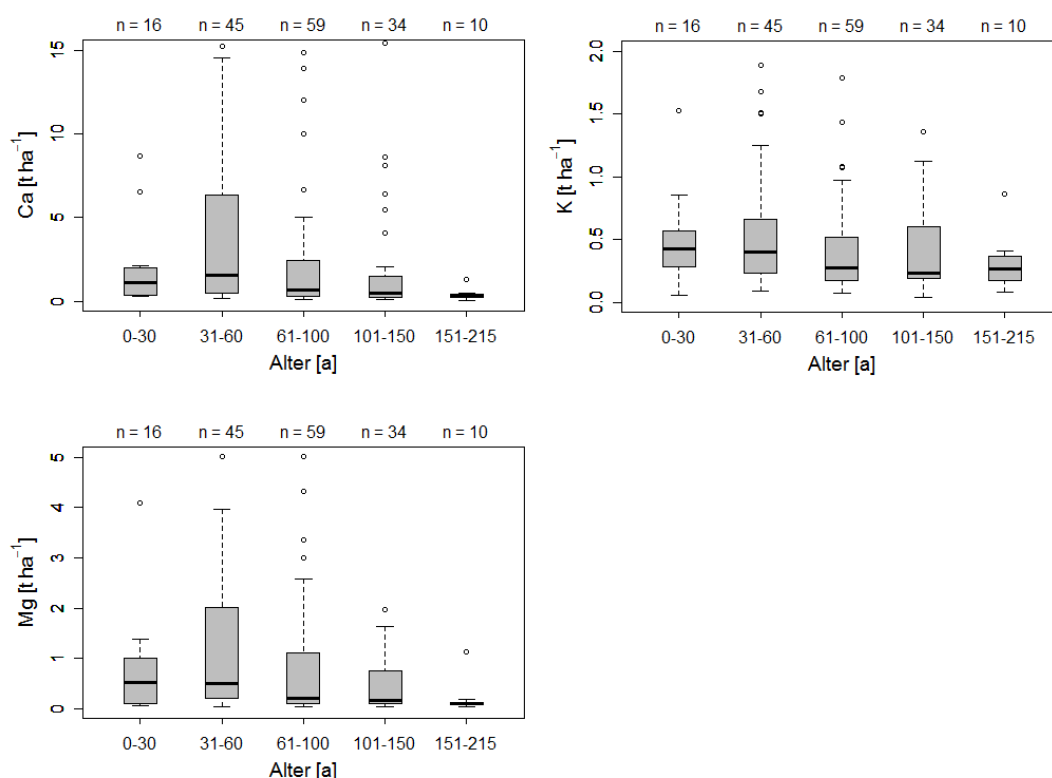 n = 16 n = 45 n = 59 n = 34 n = 10
15
10
5
0
Ca [t ha⁻¹]
0-30 31-60 61-100 101-150 151-215
Alter [a]
n = 16 n = 45 n = 59 n = 34 n = 10
2.0
1.5
1.0
0.5
0.0
K [t ha⁻¹]
0-30 31-60 61-100 101-150 151-215
Alter [a]
n = 16 n = 45 n = 59 n = 34 n = 10
5
4
3
2
1
0
Mg [t ha⁻¹]
0-30 31-60 61-100 101-150 151-215
Alter [a]